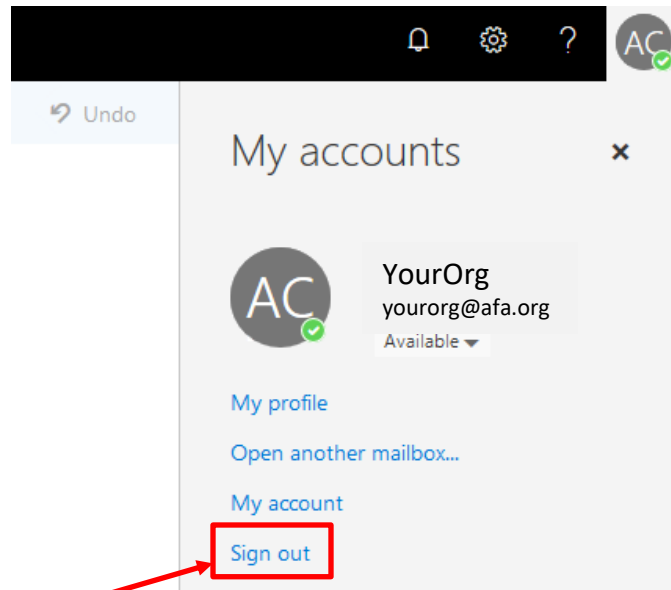 ? AC
Undo
My accounts ×
AC
YourOrg
yourorg@afa.org
Available
My profile
Open another mailbox...
My account
Sign out